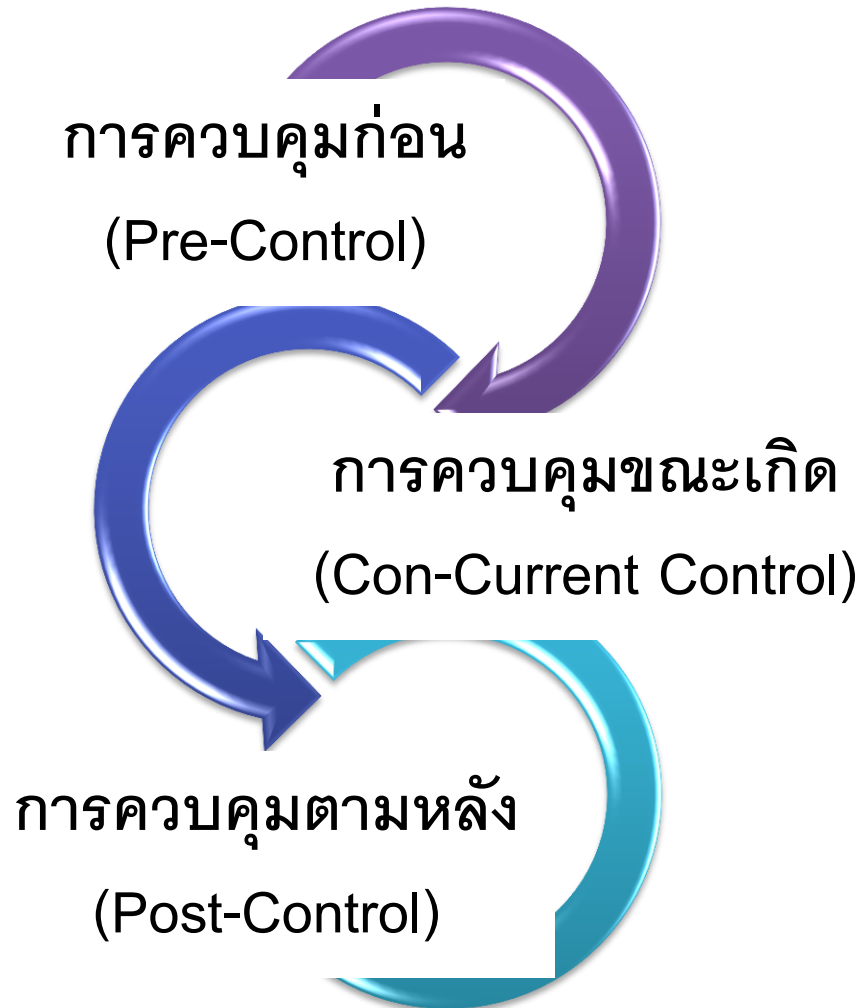 การควบคุมก่อน
(Pre-Control)
การควบคุมขณะเกิด
(Con-Current Control)
การควบคุมตามหลัง
(Post-Control)